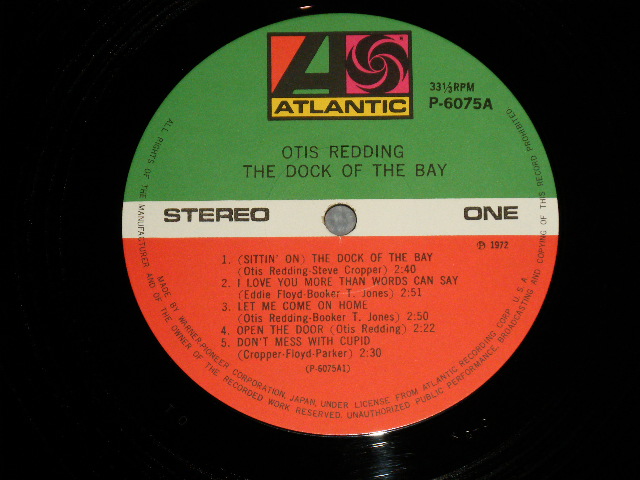 ATLANTIC
®
33⅓RPM
P-6075A
OTIS REDDING
THE DOCK OF THE BAY
STEREO
ONE
℗ 1972
1. (SITTIN' ON) THE DOCK OF THE BAY
(Otis Redding-Steve Cropper) 2:40
2. I LOVE YOU MORE THAN WORDS CAN SAY
(Eddie Floyd-Booker T. Jones) 2:51
3. LET ME COME ON HOME
(Otis Redding-Booker T. Jones) 2:50
4. OPEN THE DOOR (Otis Redding) 2:22
5. DON'T MESS WITH CUPID
(Cropper-Floyd-Parker) 2:30
(P-6075A1)
ALL RIGHTS OF THE MANUFACTURER AND OF THE OWNER OF THE RECORDED WORK RESERVED. UNAUTHORIZED PUBLIC PERFORMANCE, BROADCASTING AND COPYING OF THIS RECORD PROHIBITED.
MADE BY WARNER-PIONEER CORPORATION, JAPAN, UNDER LICENSE FROM ATLANTIC RECORDING CORP. U.S.A.